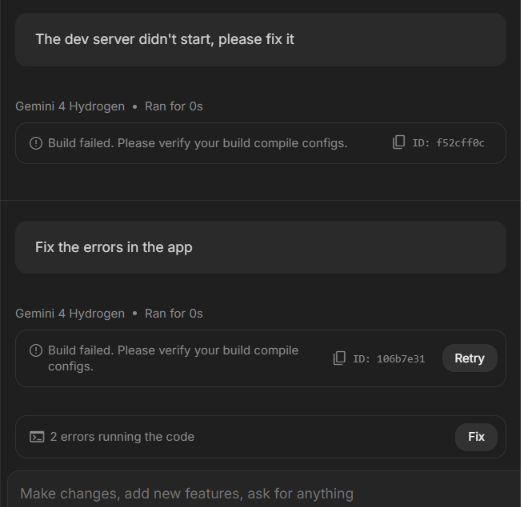 The dev server didn't start, please fix it
Gemini 4 Hydrogen • Ran for 0s
Build failed. Please verify your build compile configs. ID: f52cff0c
Fix the errors in the app
Gemini 4 Hydrogen • Ran for 0s
Build failed. Please verify your build compile
configs.
ID: 106b7e31 Retry
2 errors running the code Fix
Make changes, add new features, ask for anything